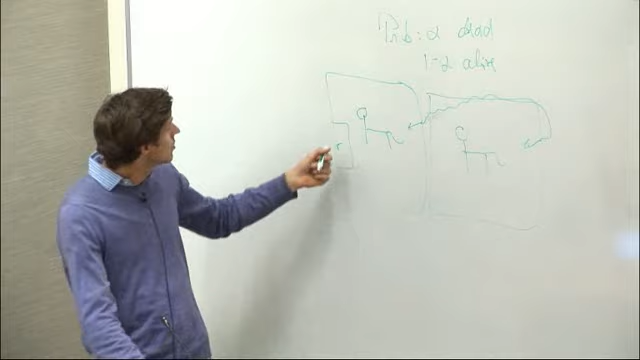 Prob: α dead
1-α alive
r